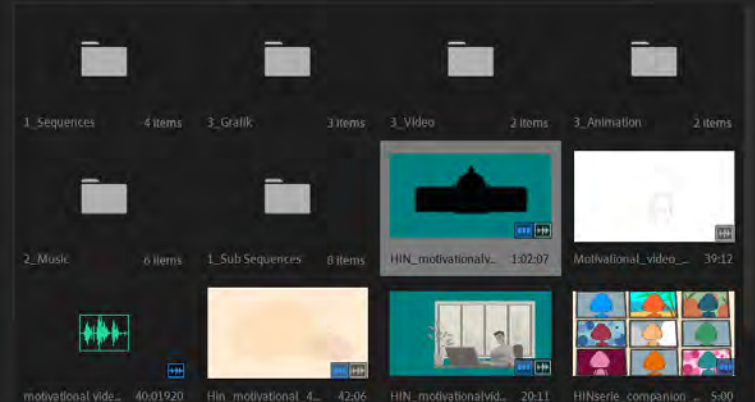 1_Sequences 4 items 3_Grafik 3 items 3_Video 2 items 3_Animation 2 items
2_Music 6 items 1_Sub Sequences 8 items HIN_motivationalv... 1:02:07 Motivational_video_... 39:12
motivational vide... 40:01920 Hin_motivational_4... 42:06 HIN_motivationalvid... 20:11 HINserie_companion_... 5:00